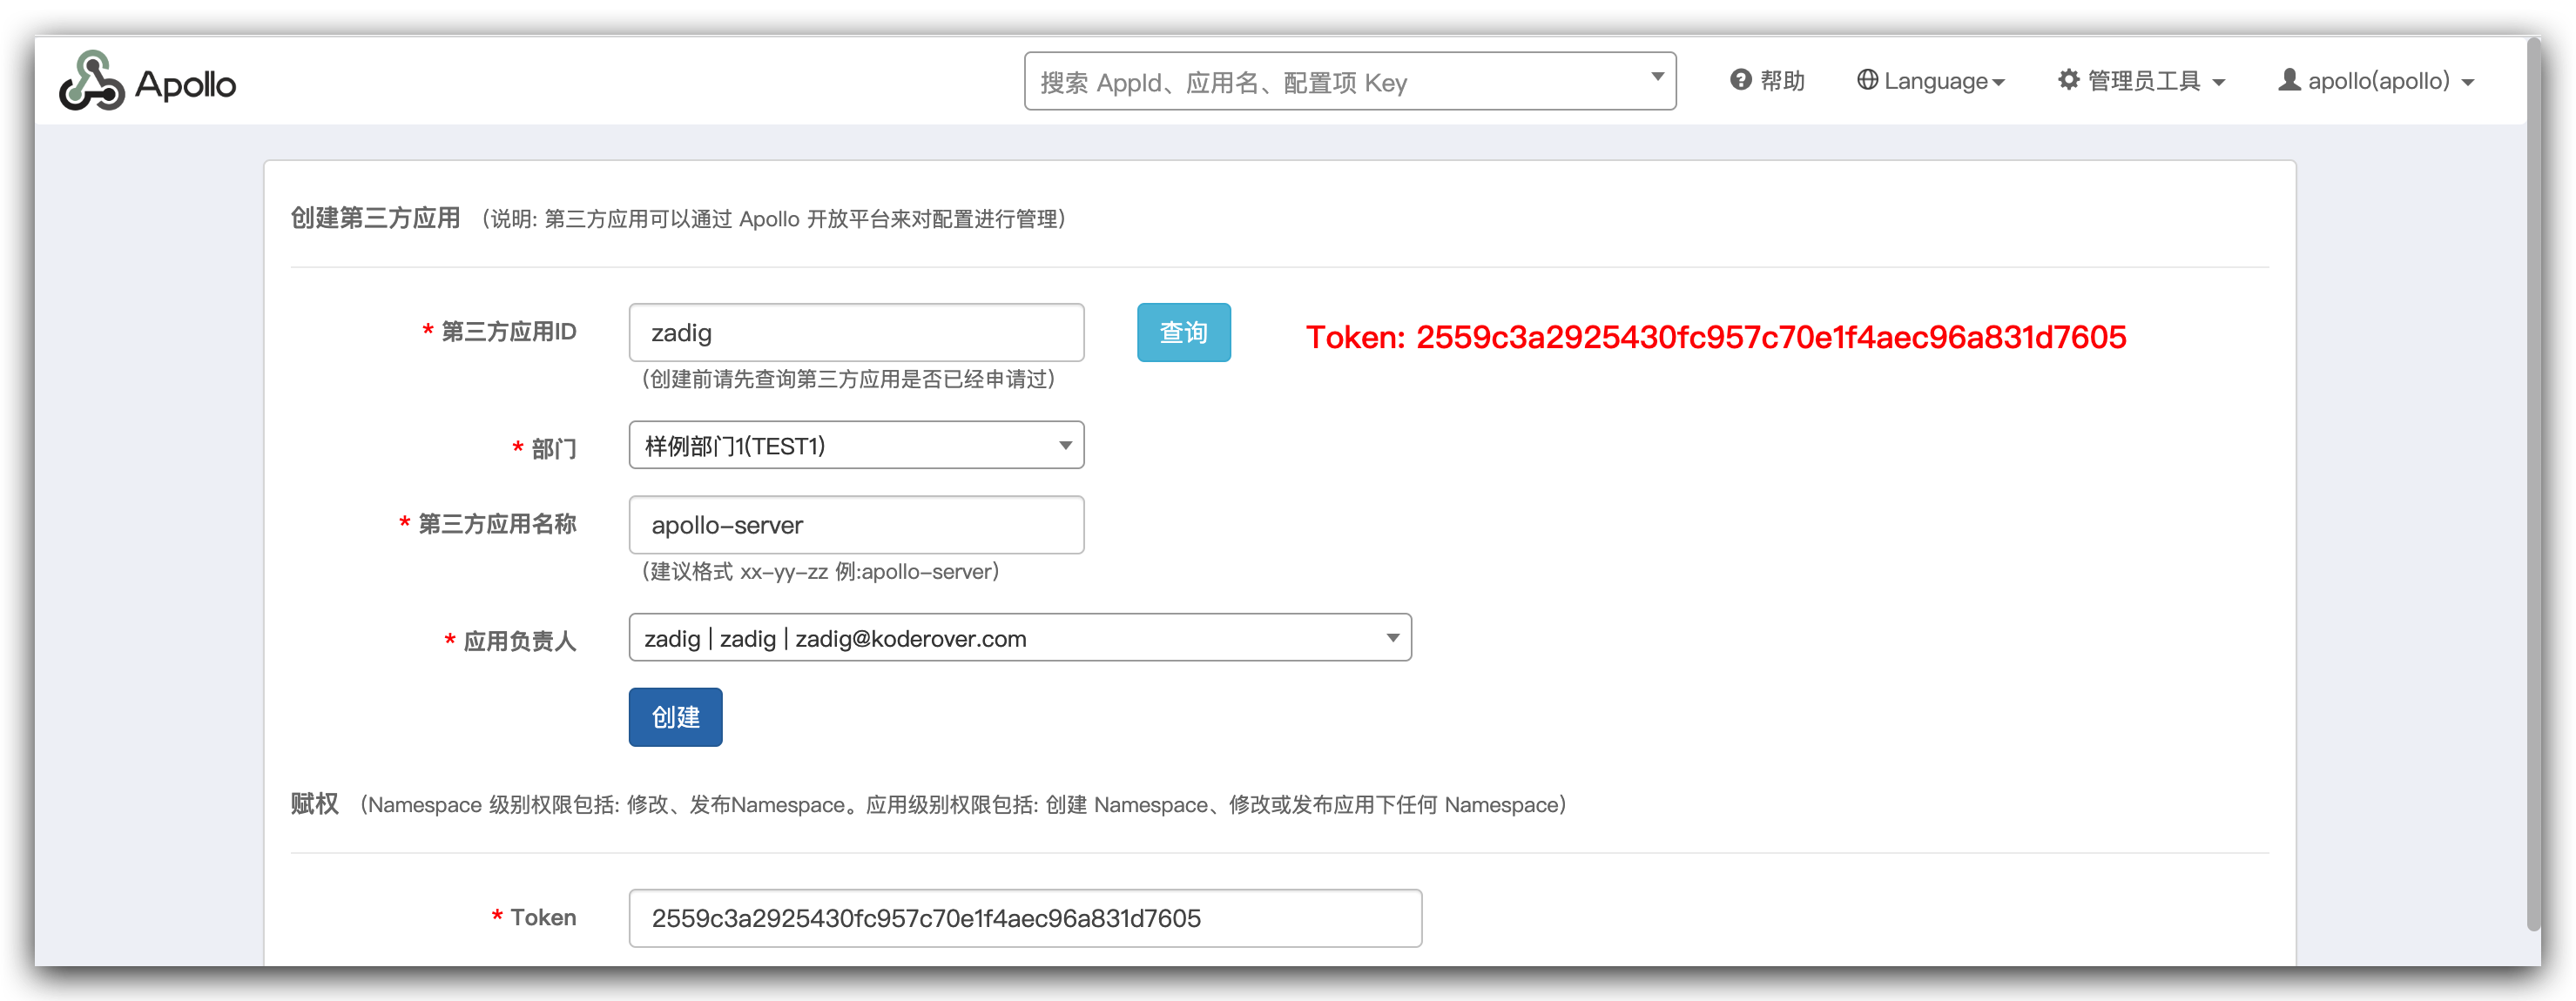 Apollo
搜索 AppId、应用名、配置项 Key
帮助
Language
管理员工具
apollo(apollo)
创建第三方应用 (说明: 第三方应用可以通过 Apollo 开放平台来对配置进行管理)
* 第三方应用ID
zadig
查询
Token: 2559c3a2925430fc957c70e1f4aec96a831d7605
(创建前请先查询第三方应用是否已经申请过)
* 部门
样例部门1(TEST1)
* 第三方应用名称
apollo-server
(建议格式 xx-yy-zz 例:apollo-server)
* 应用负责人
zadig | zadig | zadig@koderover.com
创建
赋权 (Namespace 级别权限包括: 修改、发布Namespace。应用级别权限包括: 创建 Namespace、修改或发布应用下任何 Namespace)
* Token
2559c3a2925430fc957c70e1f4aec96a831d7605